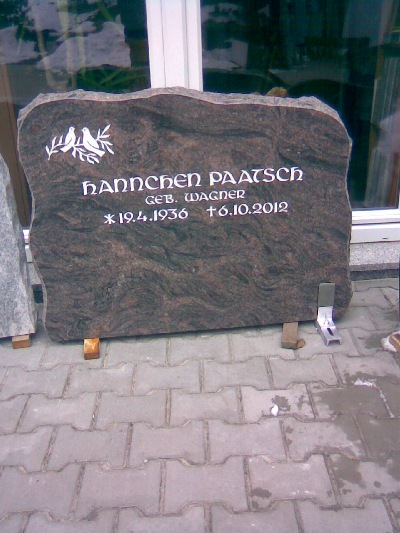 Hannchen Paatsch
geb. Wagner
*19.4.1936 †6.10.2012